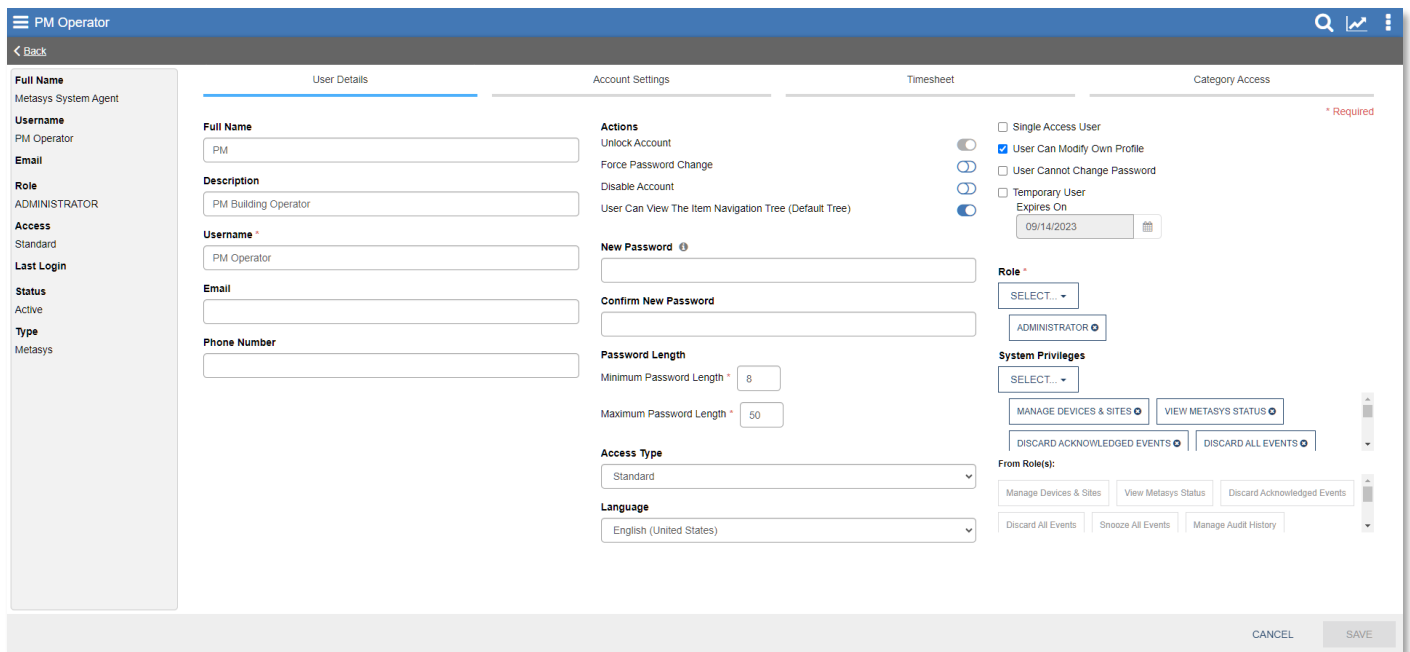 PM Operator
Back
Full Name
Metasys System Agent
Username
PM Operator
Email
Role
ADMINISTRATOR
Access
Standard
Last Login
Status
Active
Type
Metasys
User Details
Account Settings
Timesheet
Category Access
* Required
Full Name
PM
Description
PM Building Operator
Username *
PM Operator
Email
Phone Number
Actions
Unlock Account
Force Password Change
Disable Account
User Can View The Item Navigation Tree (Default Tree)
New Password
Confirm New Password
Password Length
Minimum Password Length * 8
Maximum Password Length * 50
Access Type
Standard
Language
English (United States)
Single Access User
User Can Modify Own Profile
User Cannot Change Password
Temporary User
Expires On
09/14/2023
Role *
SELECT...
ADMINISTRATOR
System Privileges
SELECT...
MANAGE DEVICES & SITES VIEW METASYS STATUS
DISCARD ACKNOWLEDGED EVENTS DISCARD ALL EVENTS
From Role(s):
Manage Devices & Sites View Metasys Status Discard Acknowledged Events
Discard All Events Snooze All Events Manage Audit History
CANCEL SAVE